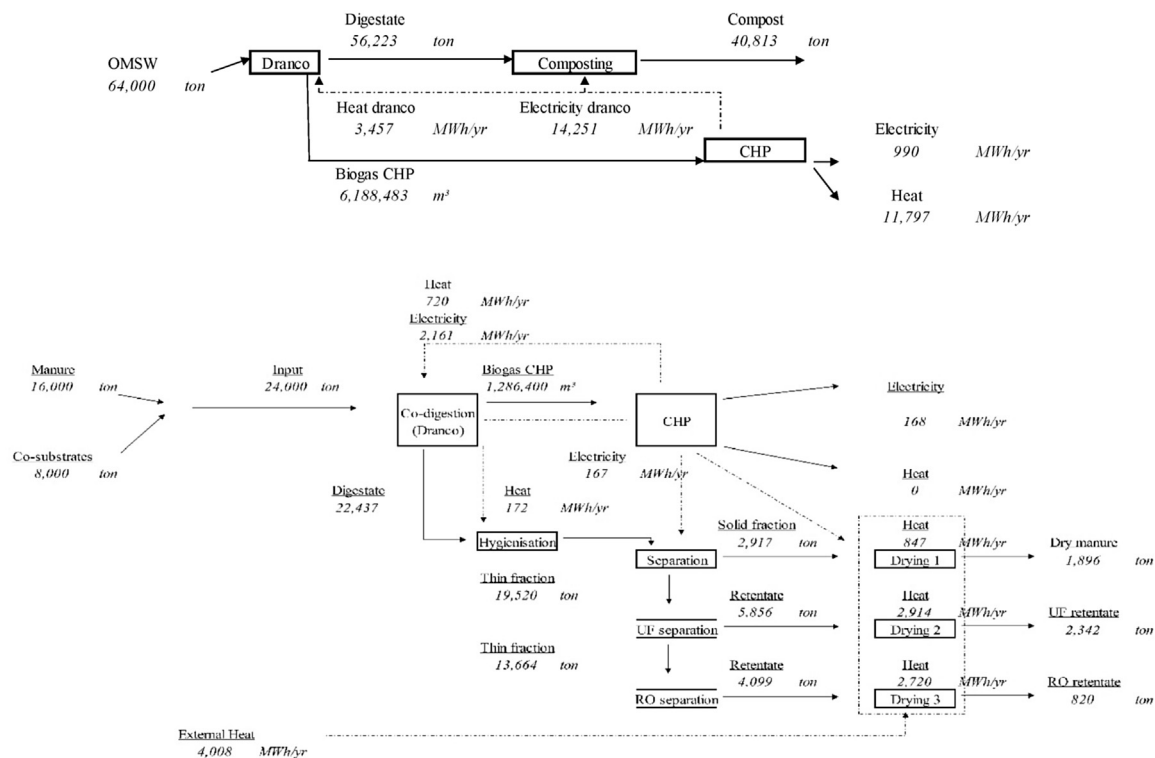 Digestate
56,223 ton
Compost
40,813 ton
OMSW
64,000 ton
Dranco
Composting
Heat dranco
3,457 MWh/yr
Electricity dranco
14,251 MWh/yr
CHP
Electricity
990 MWh/yr
Biogas CHP
6,188,483 m³
Heat
11,797 MWh/yr
Heat
720 MWh/yr
Electricity
2,161 MWh/yr
Manure
16,000 ton
Input
24,000 ton
Biogas CHP
1,286,400 m³
Co-digestion
(Dranco)
CHP
Electricity
168 MWh/yr
Co-substrates
8,000 ton
Electricity
167 MWh/yr
Heat
0 MWh/yr
Digestate
22,437
Heat
172 MWh/yr
Hygienisation
Solid fraction
2,917 ton
Separation
Heat
847 MWh/yr
Drying 1
Dry manure
1,896 ton
Thin fraction
19,520 ton
Retentate
5.856 ton
UF separation
Heat
2,914 MWh/yr
Drying 2
UF retentate
2,342 ton
Thin fraction
13,664 ton
Retentate
4.099 ton
RO separation
Heat
2,720 MWh/yr
Drying 3
RO retentate
820 ton
External Heat
4,008 MWh/yr